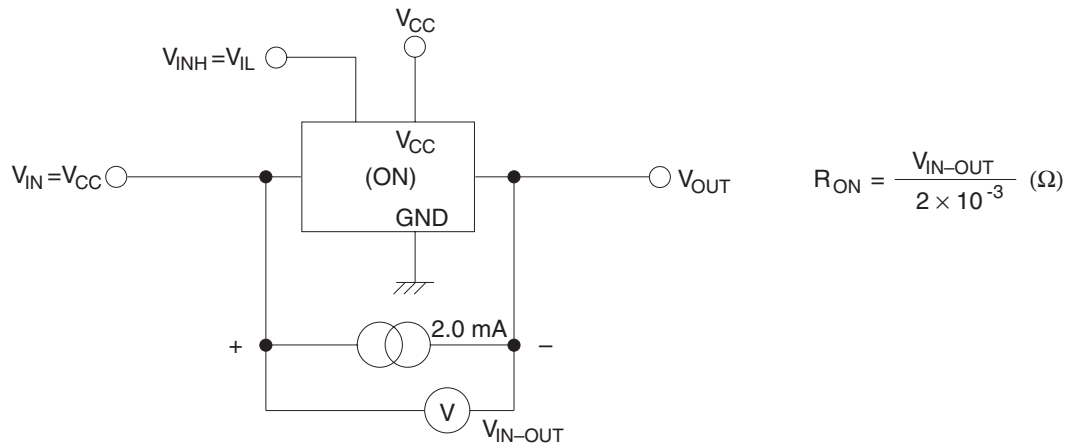 V_CC
V_INH=V_IL
V_CC
V_IN=V_CC
(ON)
V_OUT
R_ON = V_IN–OUT / 2 × 10^-3 (Ω)
GND
2.0 mA
+
–
V
V_IN–OUT